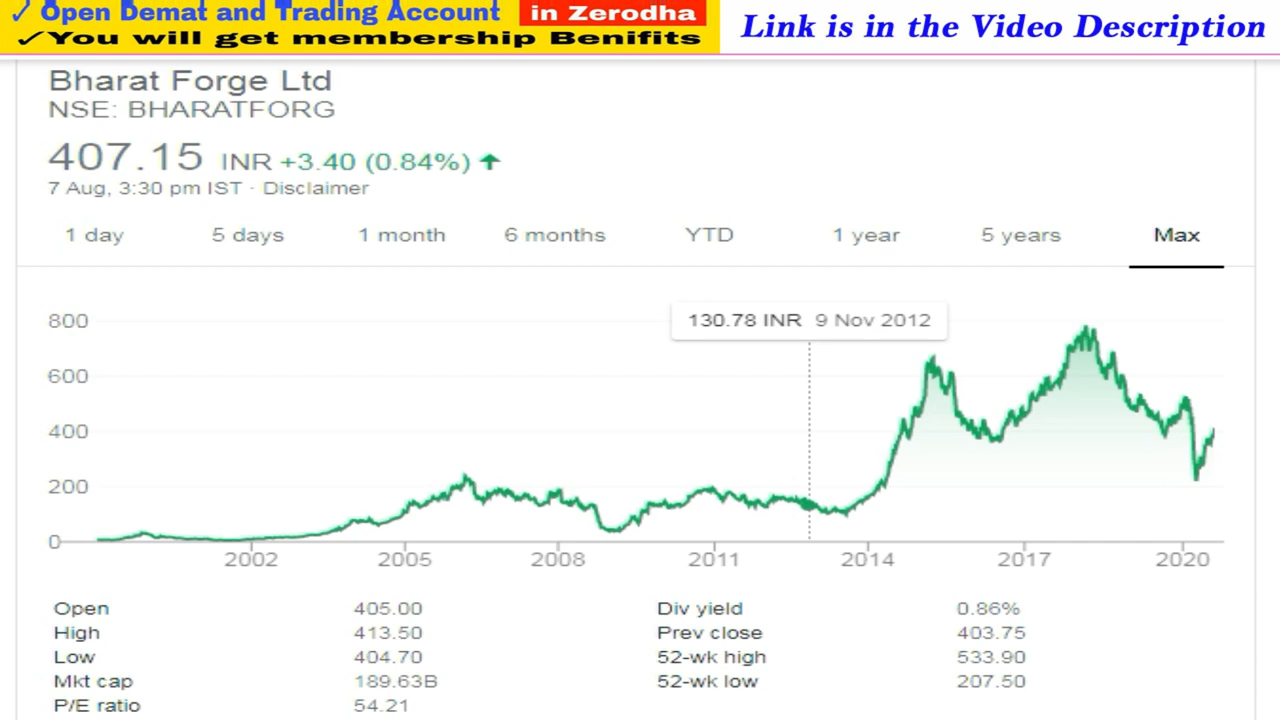 ✓ Open Demat and Trading Account in Zerodha
✓You will get membership Benifits
Link is in the Video Description
Bharat Forge Ltd
NSE: BHARATFORG
407.15 INR +3.40 (0.84%) ↑
7 Aug, 3:30 pm IST · Disclaimer
1 day 5 days 1 month 6 months YTD 1 year 5 years Max
130.78 INR 9 Nov 2012
800
600
400
200
0
2002 2005 2008 2011 2014 2017 2020
Open 405.00 Div yield 0.86%
High 413.50 Prev close 403.75
Low 404.70 52-wk high 533.90
Mkt cap 189.63B 52-wk low 207.50
P/E ratio 54.21